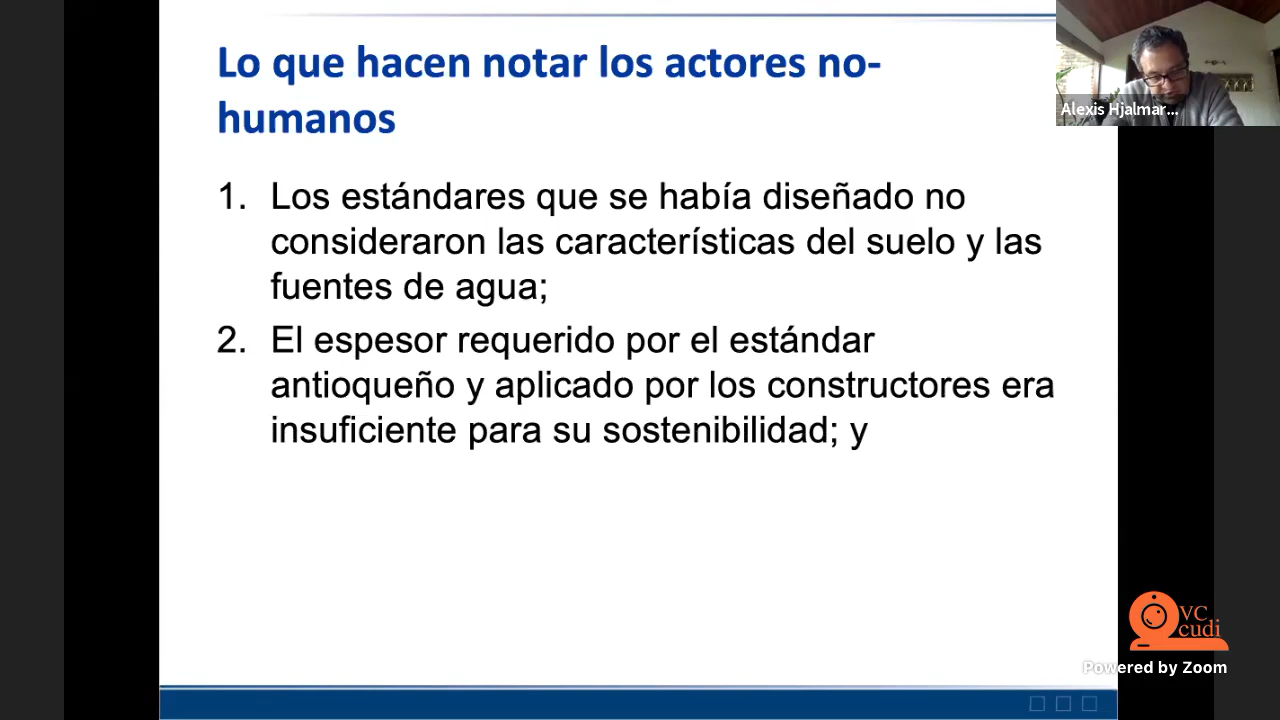 Lo que hacen notar los actores no-
humanos
Alexis Hjalmar...
1. Los estándares que se había diseñado no
consideraron las características del suelo y las
fuentes de agua;
2. El espesor requerido por el estándar
antioqueño y aplicado por los constructores era
insuficiente para su sostenibilidad; y
VC
cudi
Powered by Zoom